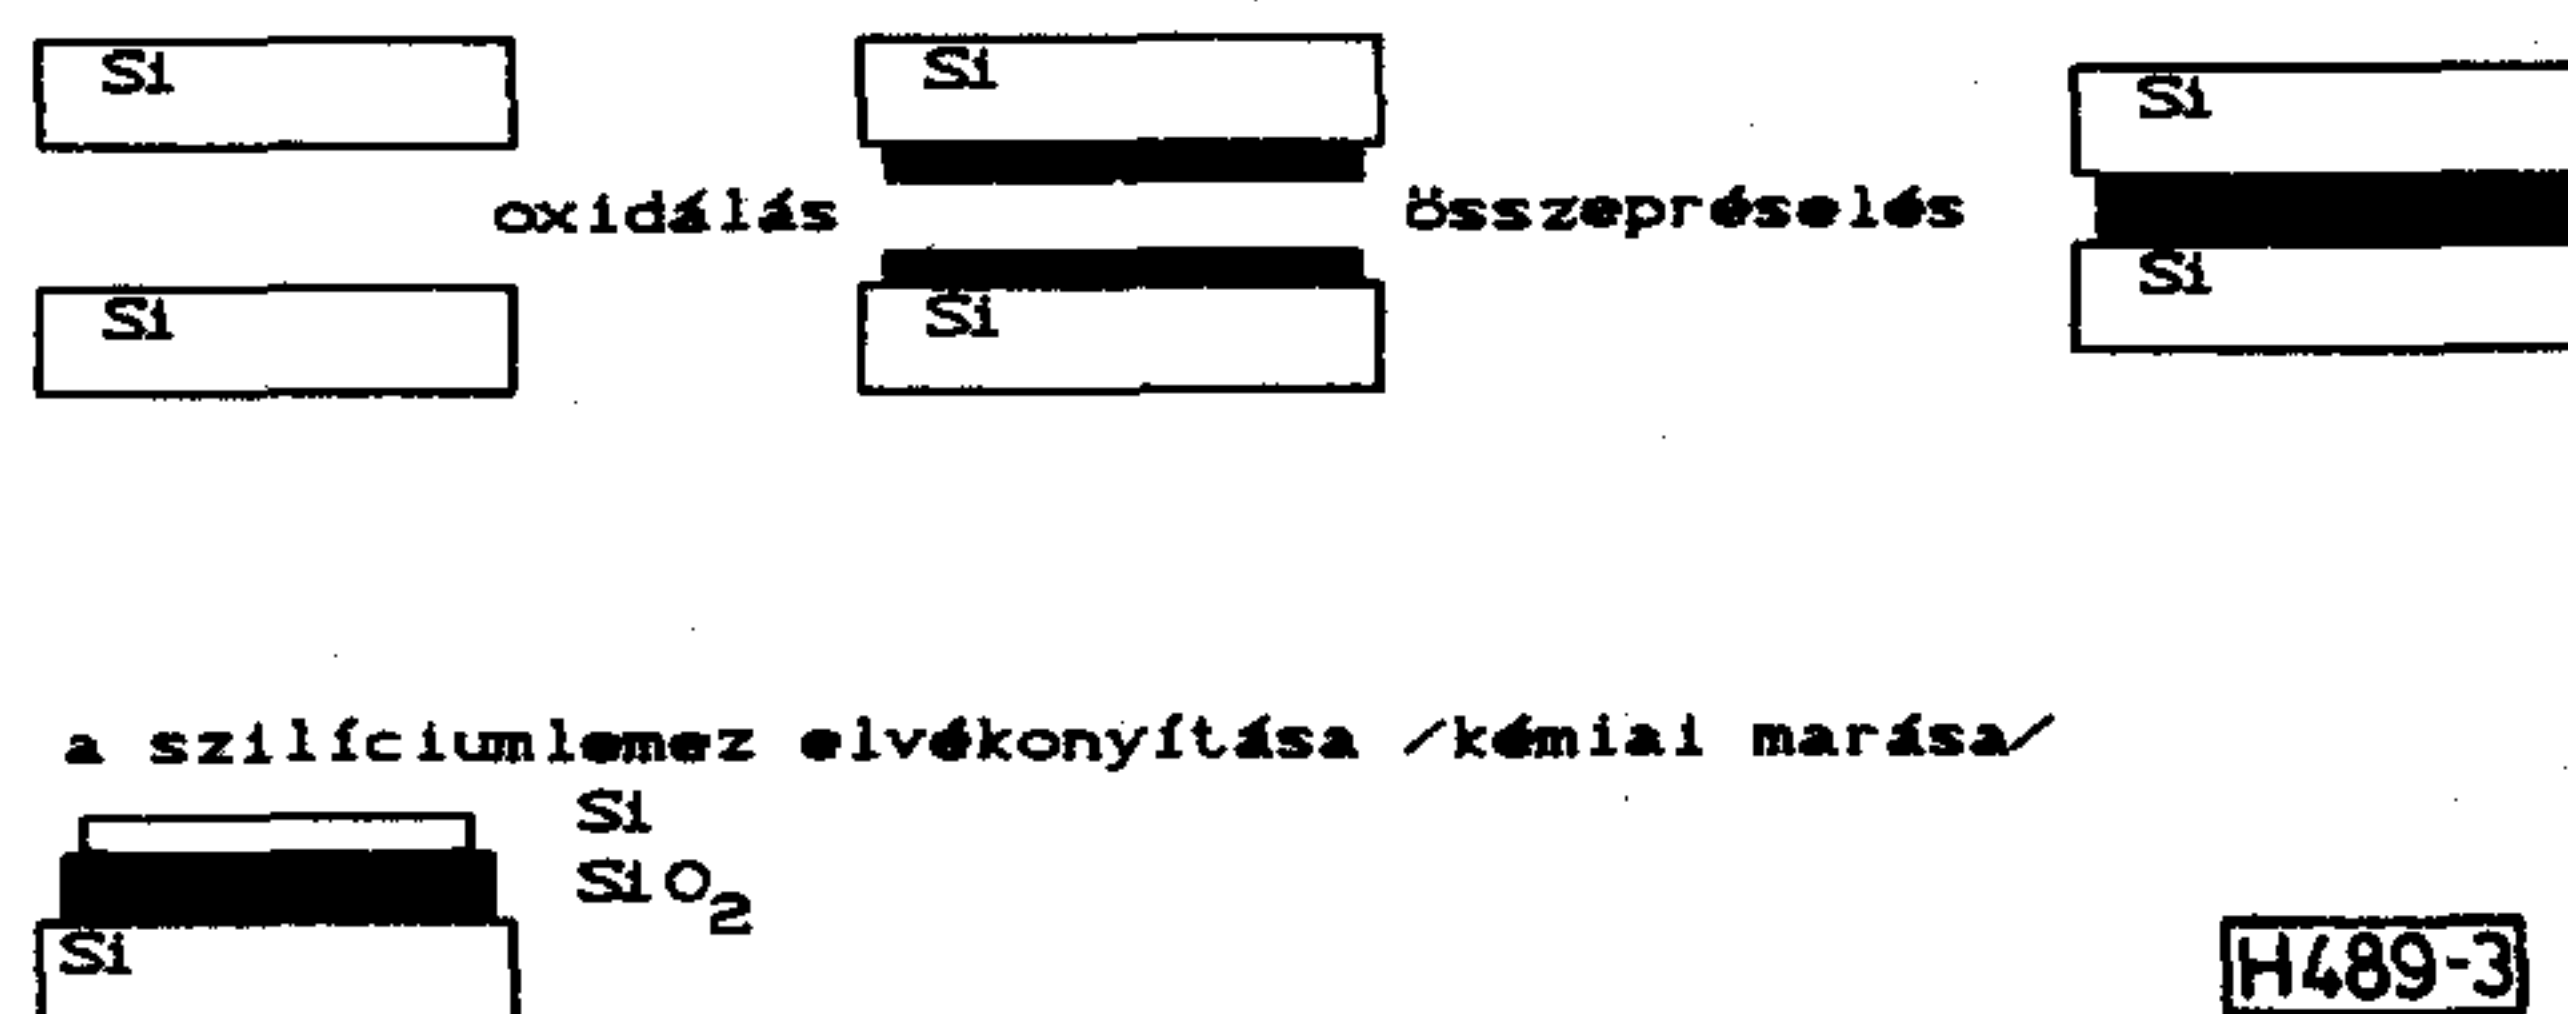 Si
Si
Si
oxidálás
összepréselés
Si
Si
Si
a szilíciumlemez elvékonyítása /kémiai marása/
Si
SiO₂
Si
H489-3